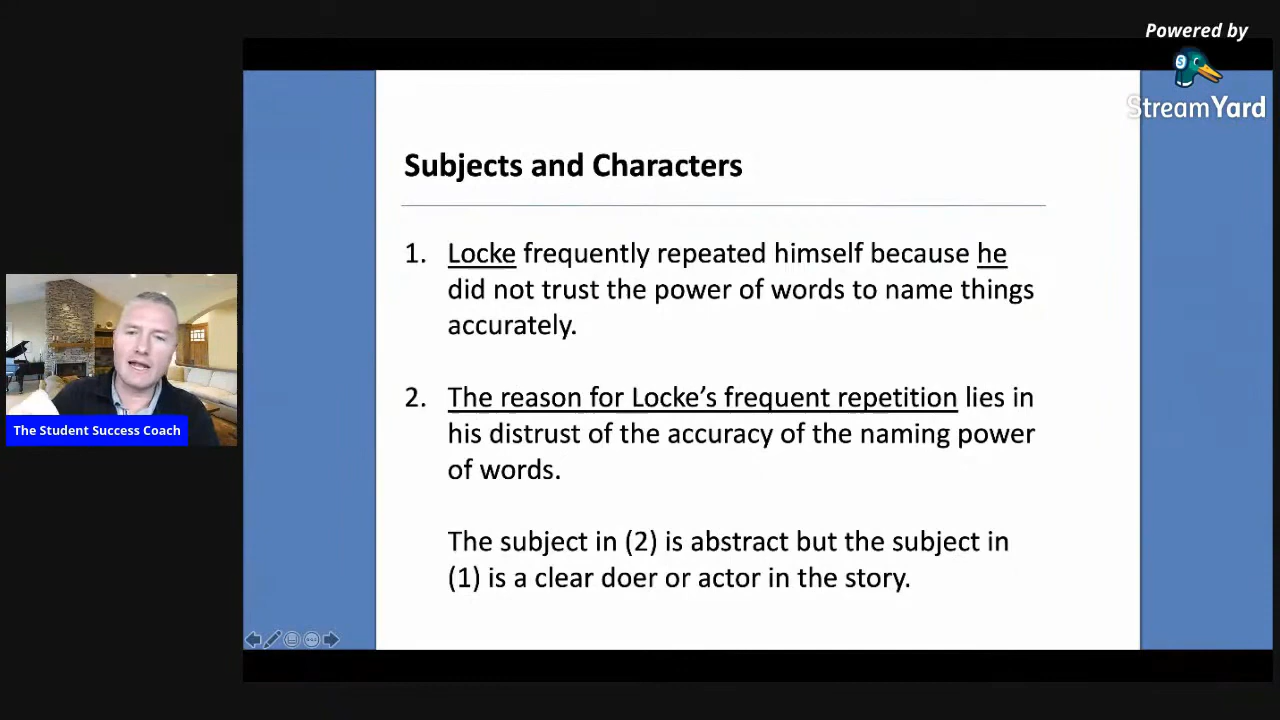 Powered by
StreamYard
Subjects and Characters
1. Locke frequently repeated himself because he
did not trust the power of words to name things
accurately.
2. The reason for Locke’s frequent repetition lies in
his distrust of the accuracy of the naming power
of words.
The subject in (2) is abstract but the subject in
(1) is a clear doer or actor in the story.
The Student Success Coach